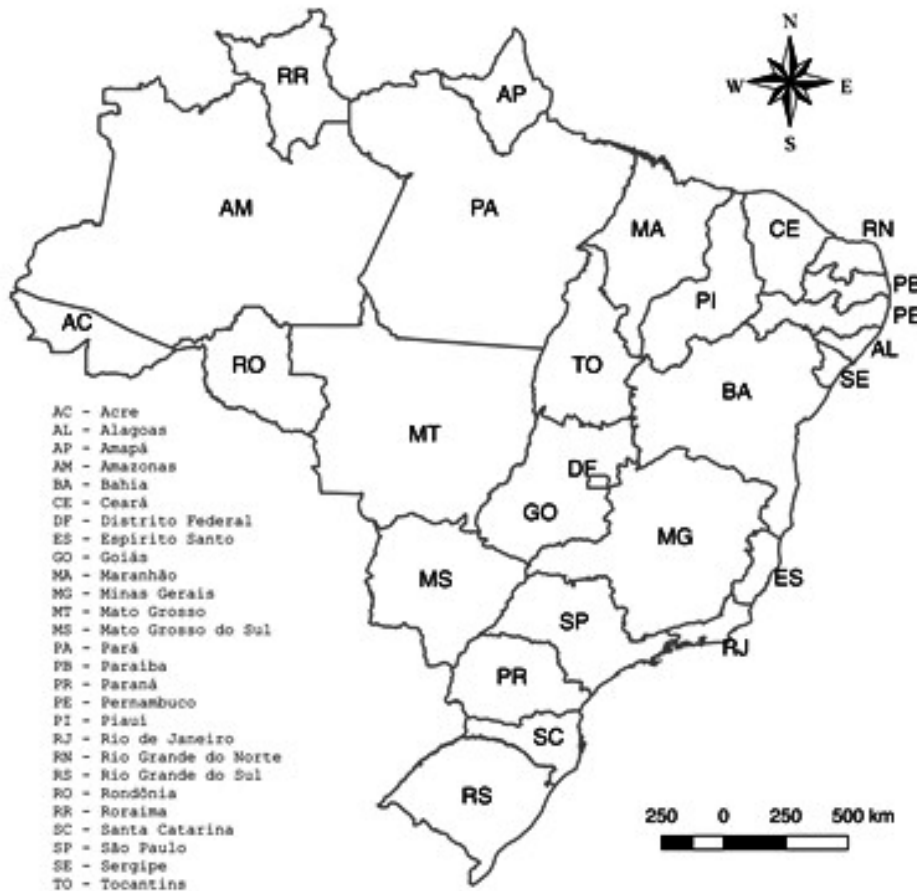 N
RR
AP
W E
S
AM
PA
MA
CE
RN
PB
PI
PE
AC
RO
TO
AL
SE
BA
MT
DF
GO
MG
MS
ES
SP
RJ
PR
SC
RS
AC - Acre
AL - Alagoas
AP - Amapá
AM - Amazonas
BA - Bahia
CE - Ceará
DF - Distrito Federal
ES - Espírito Santo
GO - Goiás
MA - Maranhão
MG - Minas Gerais
MT - Mato Grosso
MS - Mato Grosso do Sul
PA - Pará
PB - Paraíba
PR - Paraná
PE - Pernambuco
PI - Piauí
RJ - Rio de Janeiro
RN - Rio Grande do Norte
RS - Rio Grande do Sul
RO - Rondônia
RR - Roraima
SC - Santa Catarina
SP - São Paulo
SE - Sergipe
TO - Tocantins
250 0 250 500 km